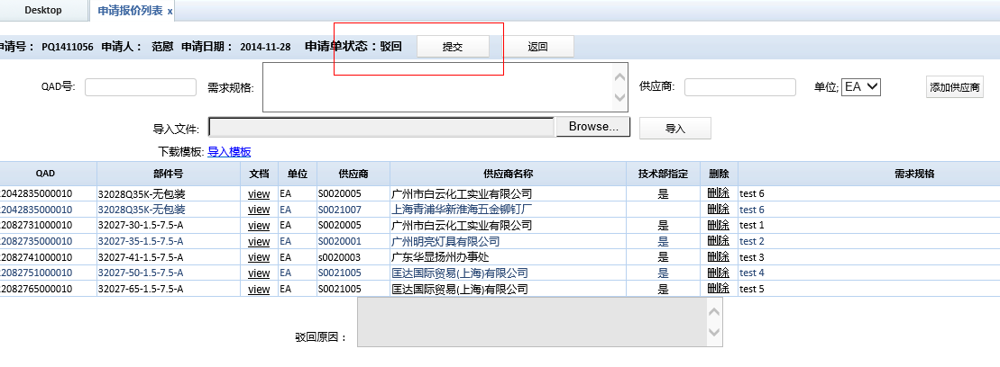 Desktop 申请报价列表 x
申请号： PQ1411056 申请人： 范慰 申请日期： 2014-11-28 申请单状态：驳回 提交 返回
QAD号: 需求规格: 供应商: 单位; EA 添加供应商
导入文件: Browse... 导入
下载模板: 导入模板
QAD 部件号 文档 单位 供应商 供应商名称 技术部指定 删除 需求规格
2042835000010 32028Q35K-无包装 view EA S0020005 广州市白云化工实业有限公司 是 删除 test 6
2042835000010 32028Q35K-无包装 view EA S0021007 上海青浦华新淮海五金铆钉厂 删除 test 6
2082731000010 32027-30-1.5-7.5-A view EA S0020005 广州市白云化工实业有限公司 是 删除 test 1
2082735000010 32027-35-1.5-7.5-A view EA S0020001 广州明亮灯具有限公司 是 删除 test 2
2082741000010 32027-41-1.5-7.5-A view EA s0020003 广东华显扬州办事处 是 删除 test 3
2082751000010 32027-50-1.5-7.5-A view EA S0021005 匡达国际贸易(上海)有限公司 是 删除 test 4
2082765000010 32027-65-1.5-7.5-A view EA S0021005 匡达国际贸易(上海)有限公司 是 删除 test 5
驳回原因：